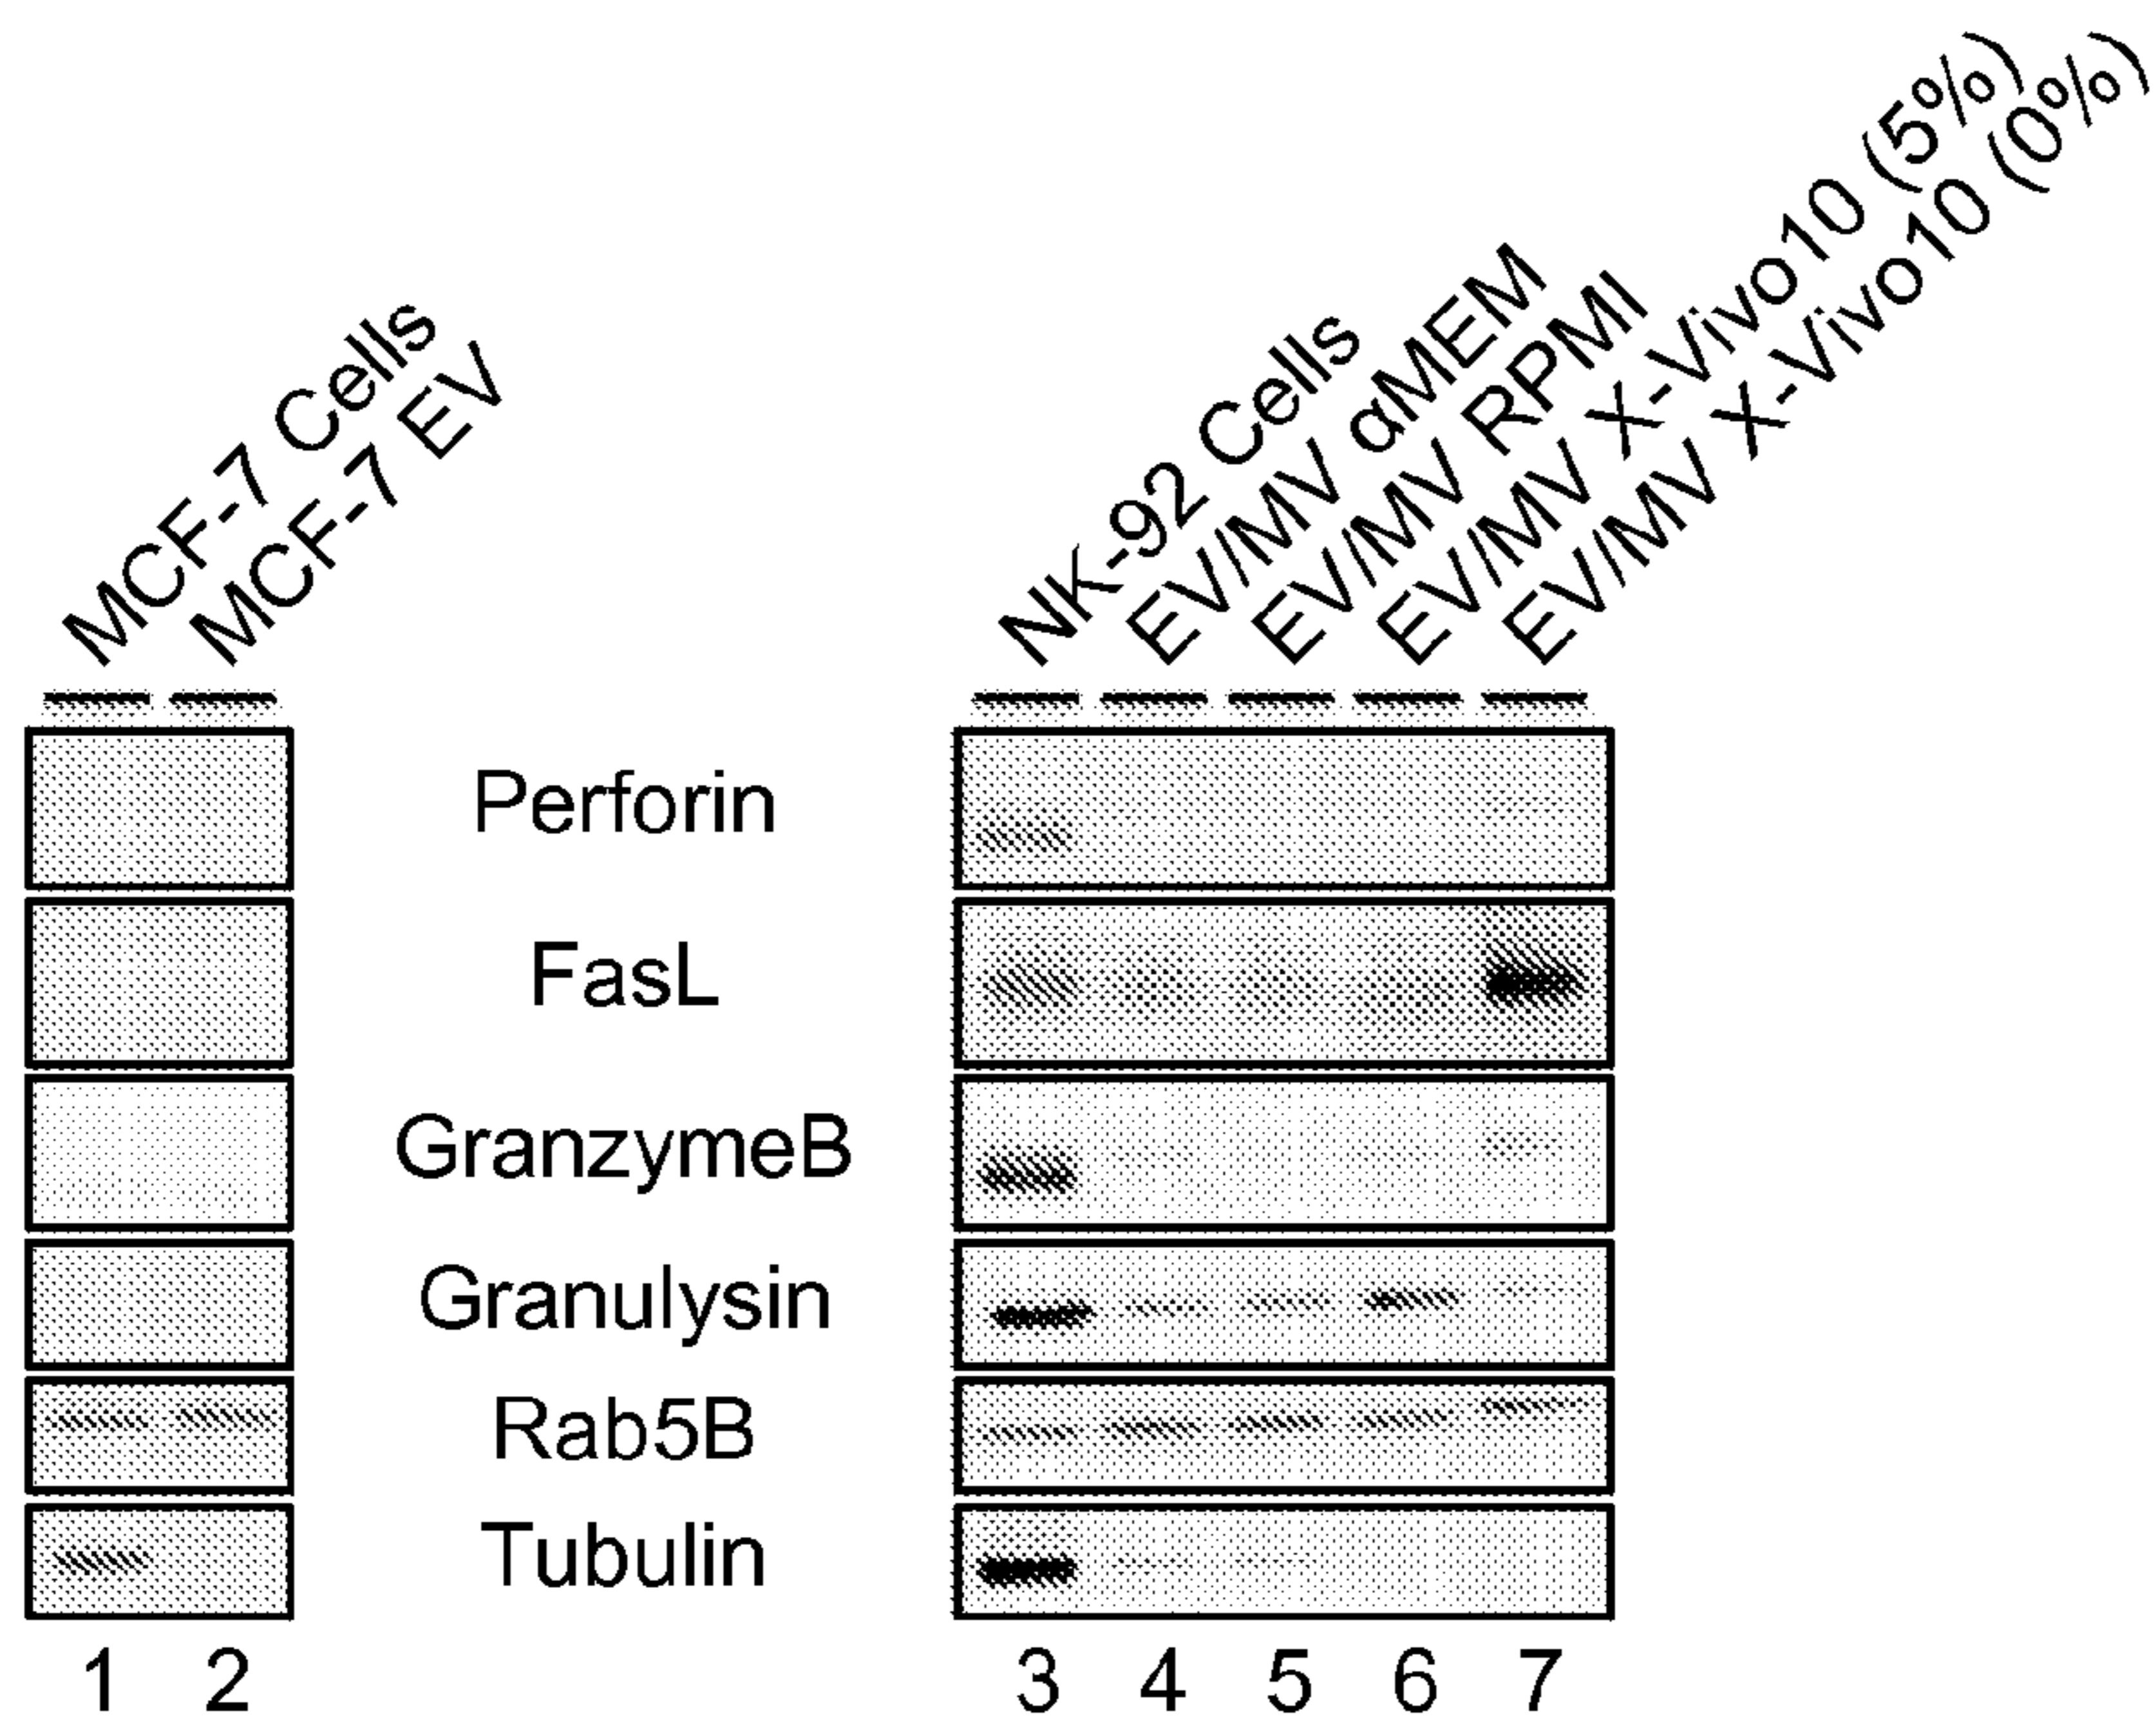 MCF-7 Cells
MCF-7 EV
NK-92 Cells
EV/MV αMEM
EV/MV RPMI
EV/MV X-Vivo10 (5%)
EV/MV X-Vivo10 (0%)
Perforin
FasL
GranzymeB
Granulysin
Rab5B
Tubulin
1 2 3 4 5 6 7